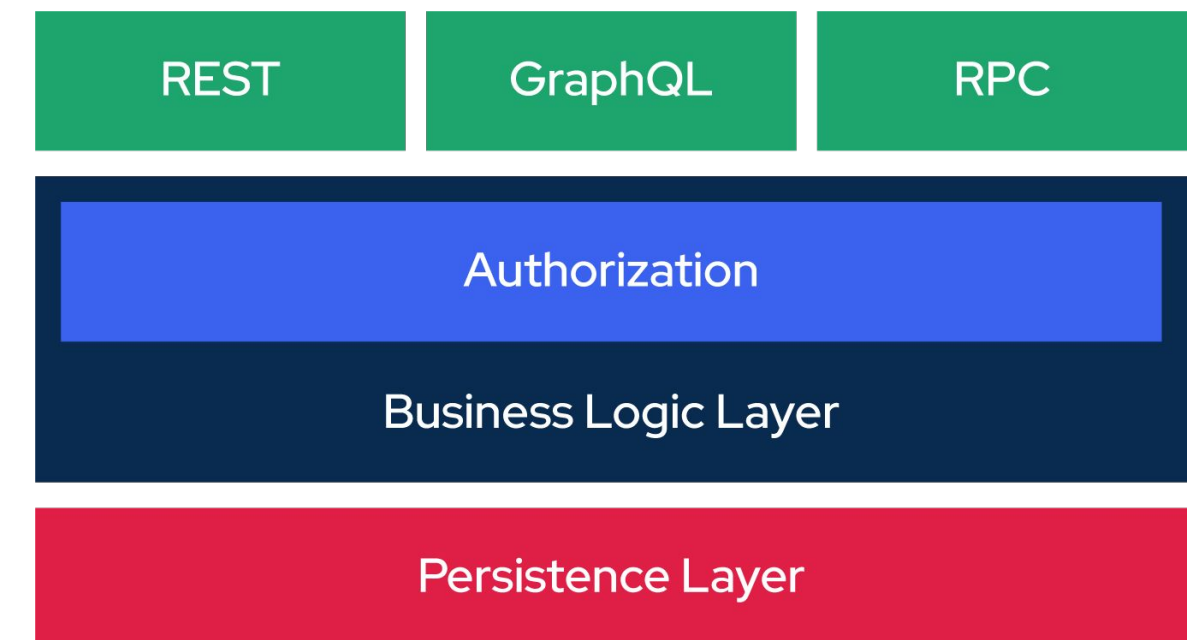 REST
GraphQL
RPC
Authorization
Business Logic Layer
Persistence Layer